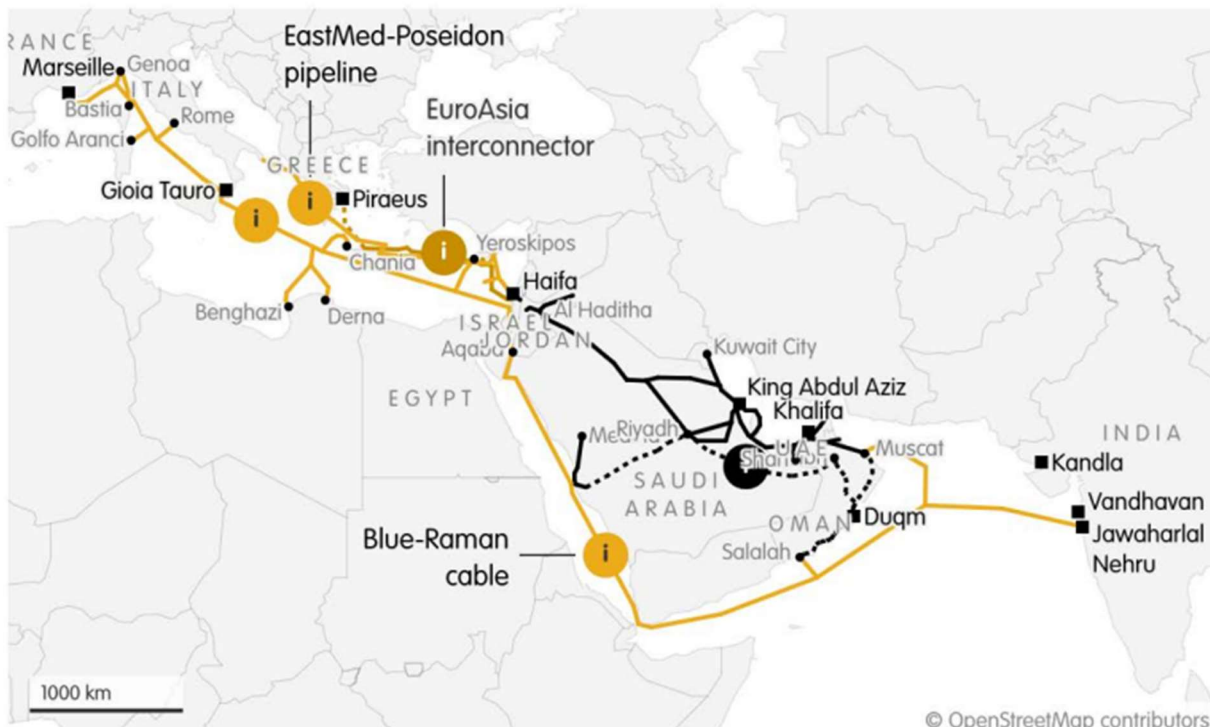 RANCE
EastMed-Poseidon
pipeline
Marseille
Genoa
ITALY
Bastia
Rome
Golfo Aranci
EuroAsia
interconnector
GREECE
Gioia Tauro
i
i
Piraeus
i
Yeroskipos
Chania
Haifa
Benghazi
Derna
Al Haditha
ISRAEL
JORDAN
Aqaba
Kuwait City
EGYPT
King Abdul Aziz
Khalifa
Riyadh
UAE
Muscat
INDIA
Kandla
SAUDI
ARABIA
Vandhavan
OMAN
Duqm
Jawaharlal
Nehru
Blue-Raman
cable
i
Salalah
1000 km
© OpenStreetMap contributors